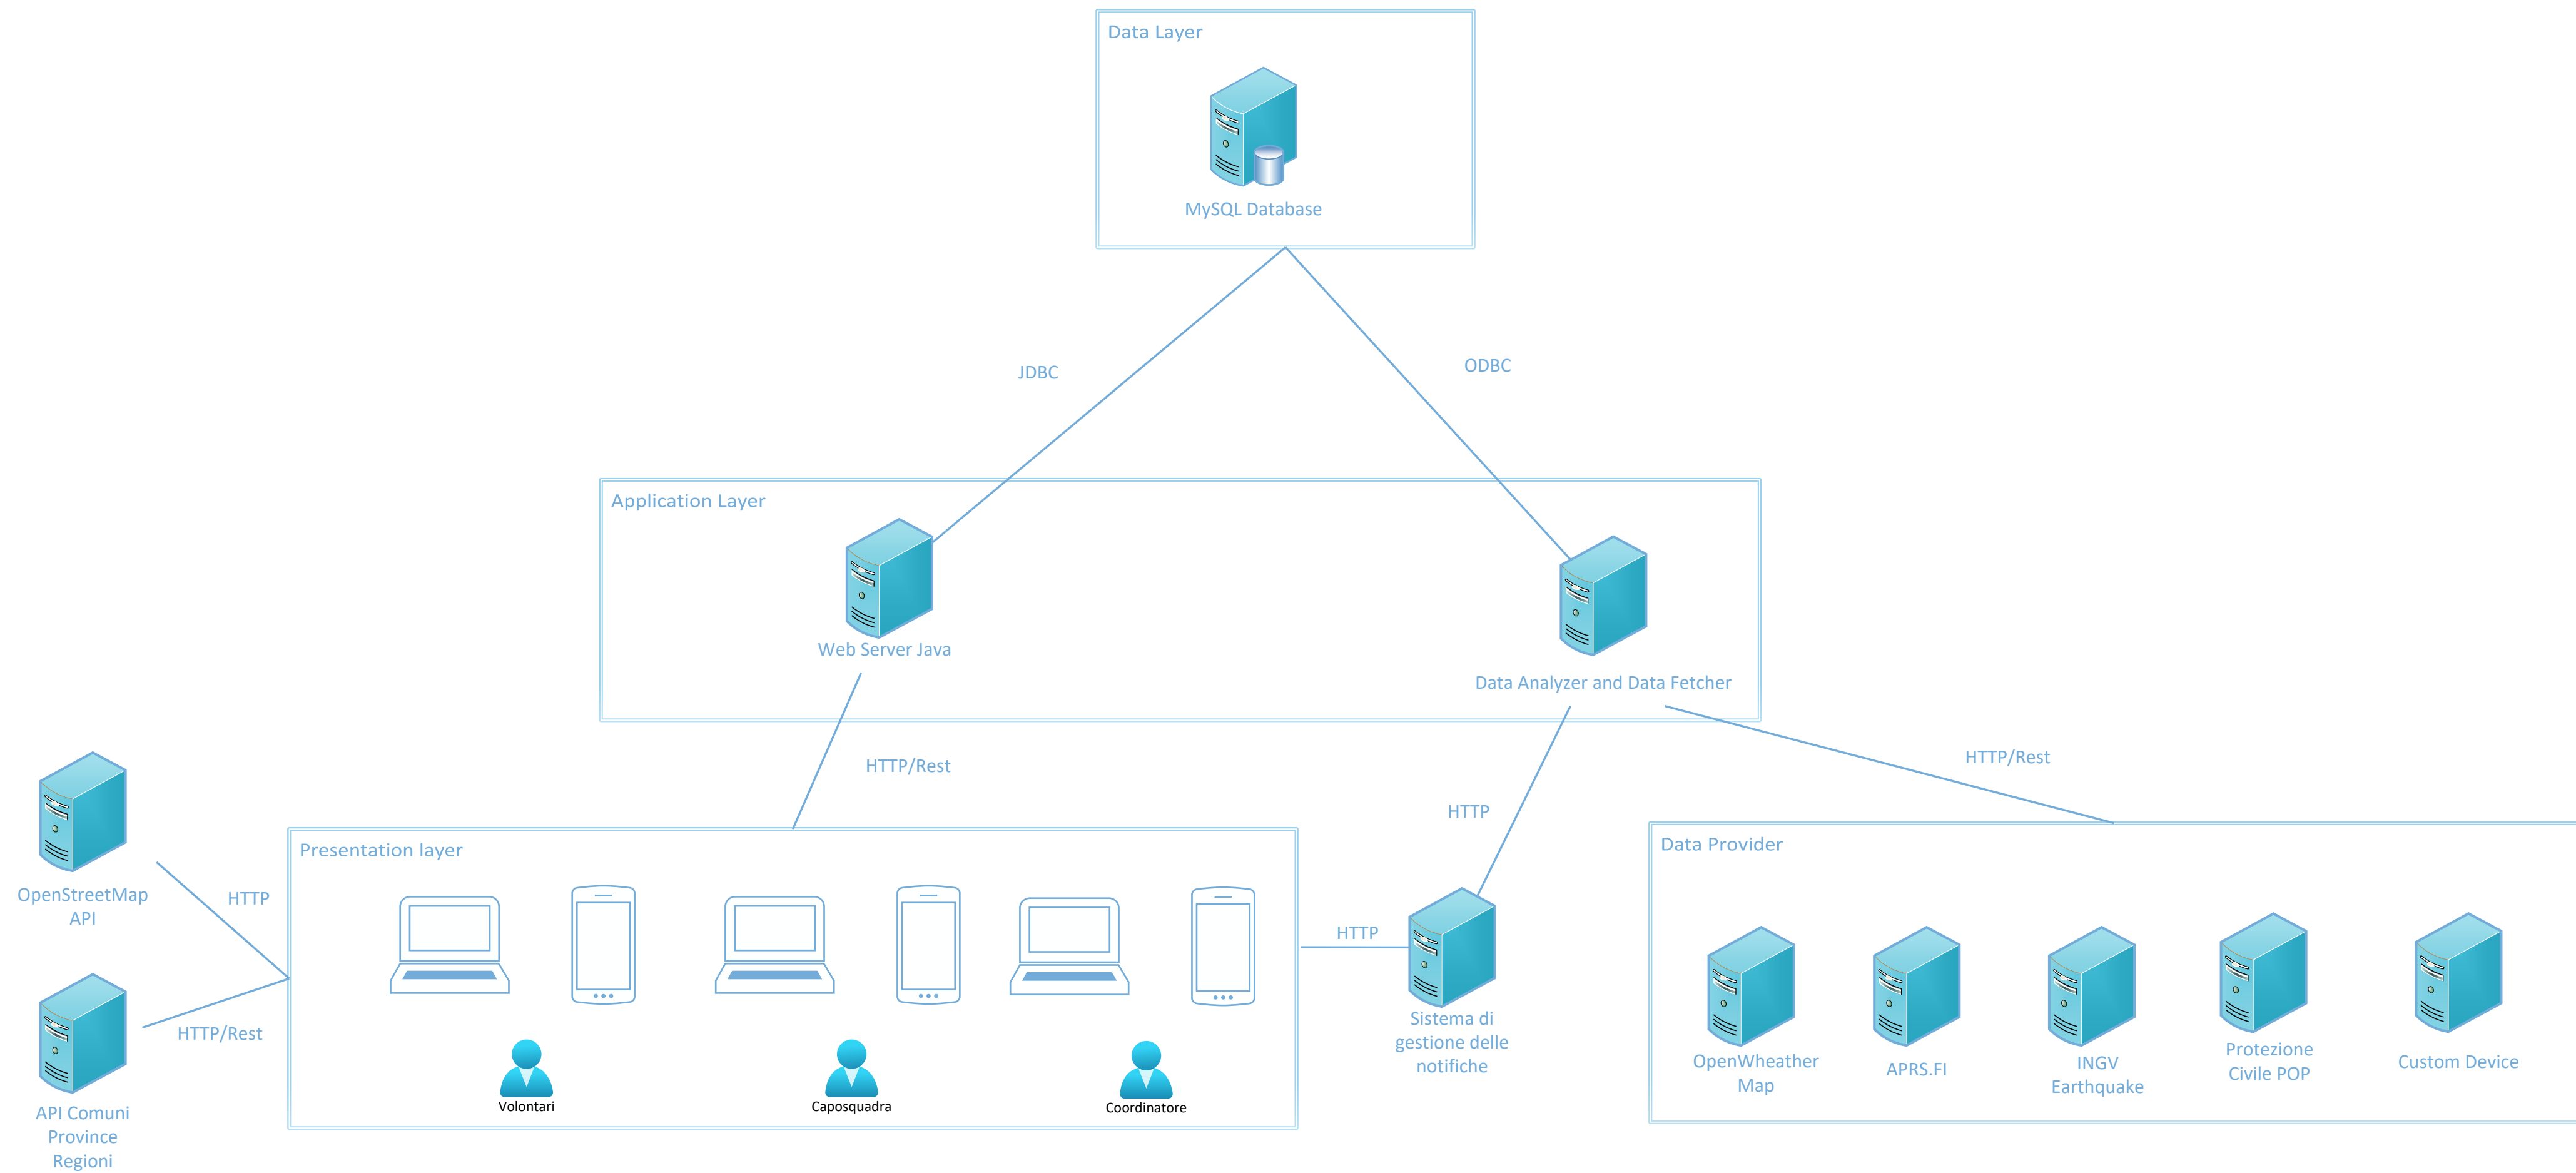 Data Layer
MySQL Database
JDBC
ODBC
Application Layer
Web Server Java
Data Analyzer and Data Fetcher
HTTP/Rest
HTTP/Rest
HTTP
OpenStreetMap
API
HTTP
HTTP/Rest
API Comuni
Province
Regioni
Presentation layer
Volontari
Caposquadra
Coordinatore
HTTP
Sistema di
gestione delle
notifiche
Data Provider
OpenWheather
Map
APRS.FI
INGV
Earthquake
Protezione
Civile POP
Custom Device